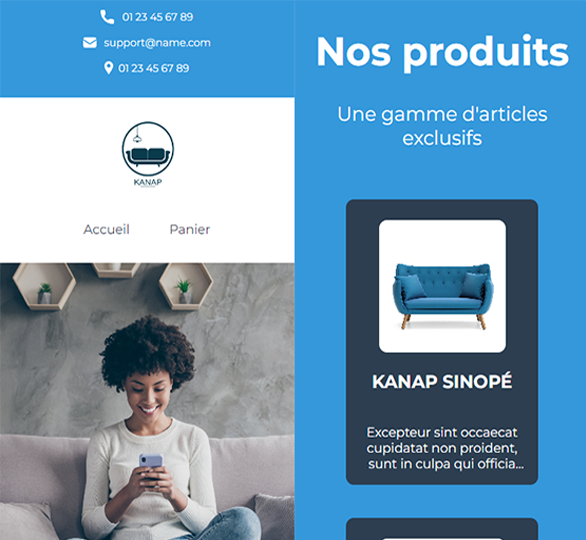 01 23 45 67 89
support@name.com
01 23 45 67 89
KANAP
Accueil Panier
Nos produits
Une gamme d'articles
exclusifs
KANAP SINOPÉ
Excepteur sint occaecat
cupidatat non proident,
sunt in culpa qui officia...